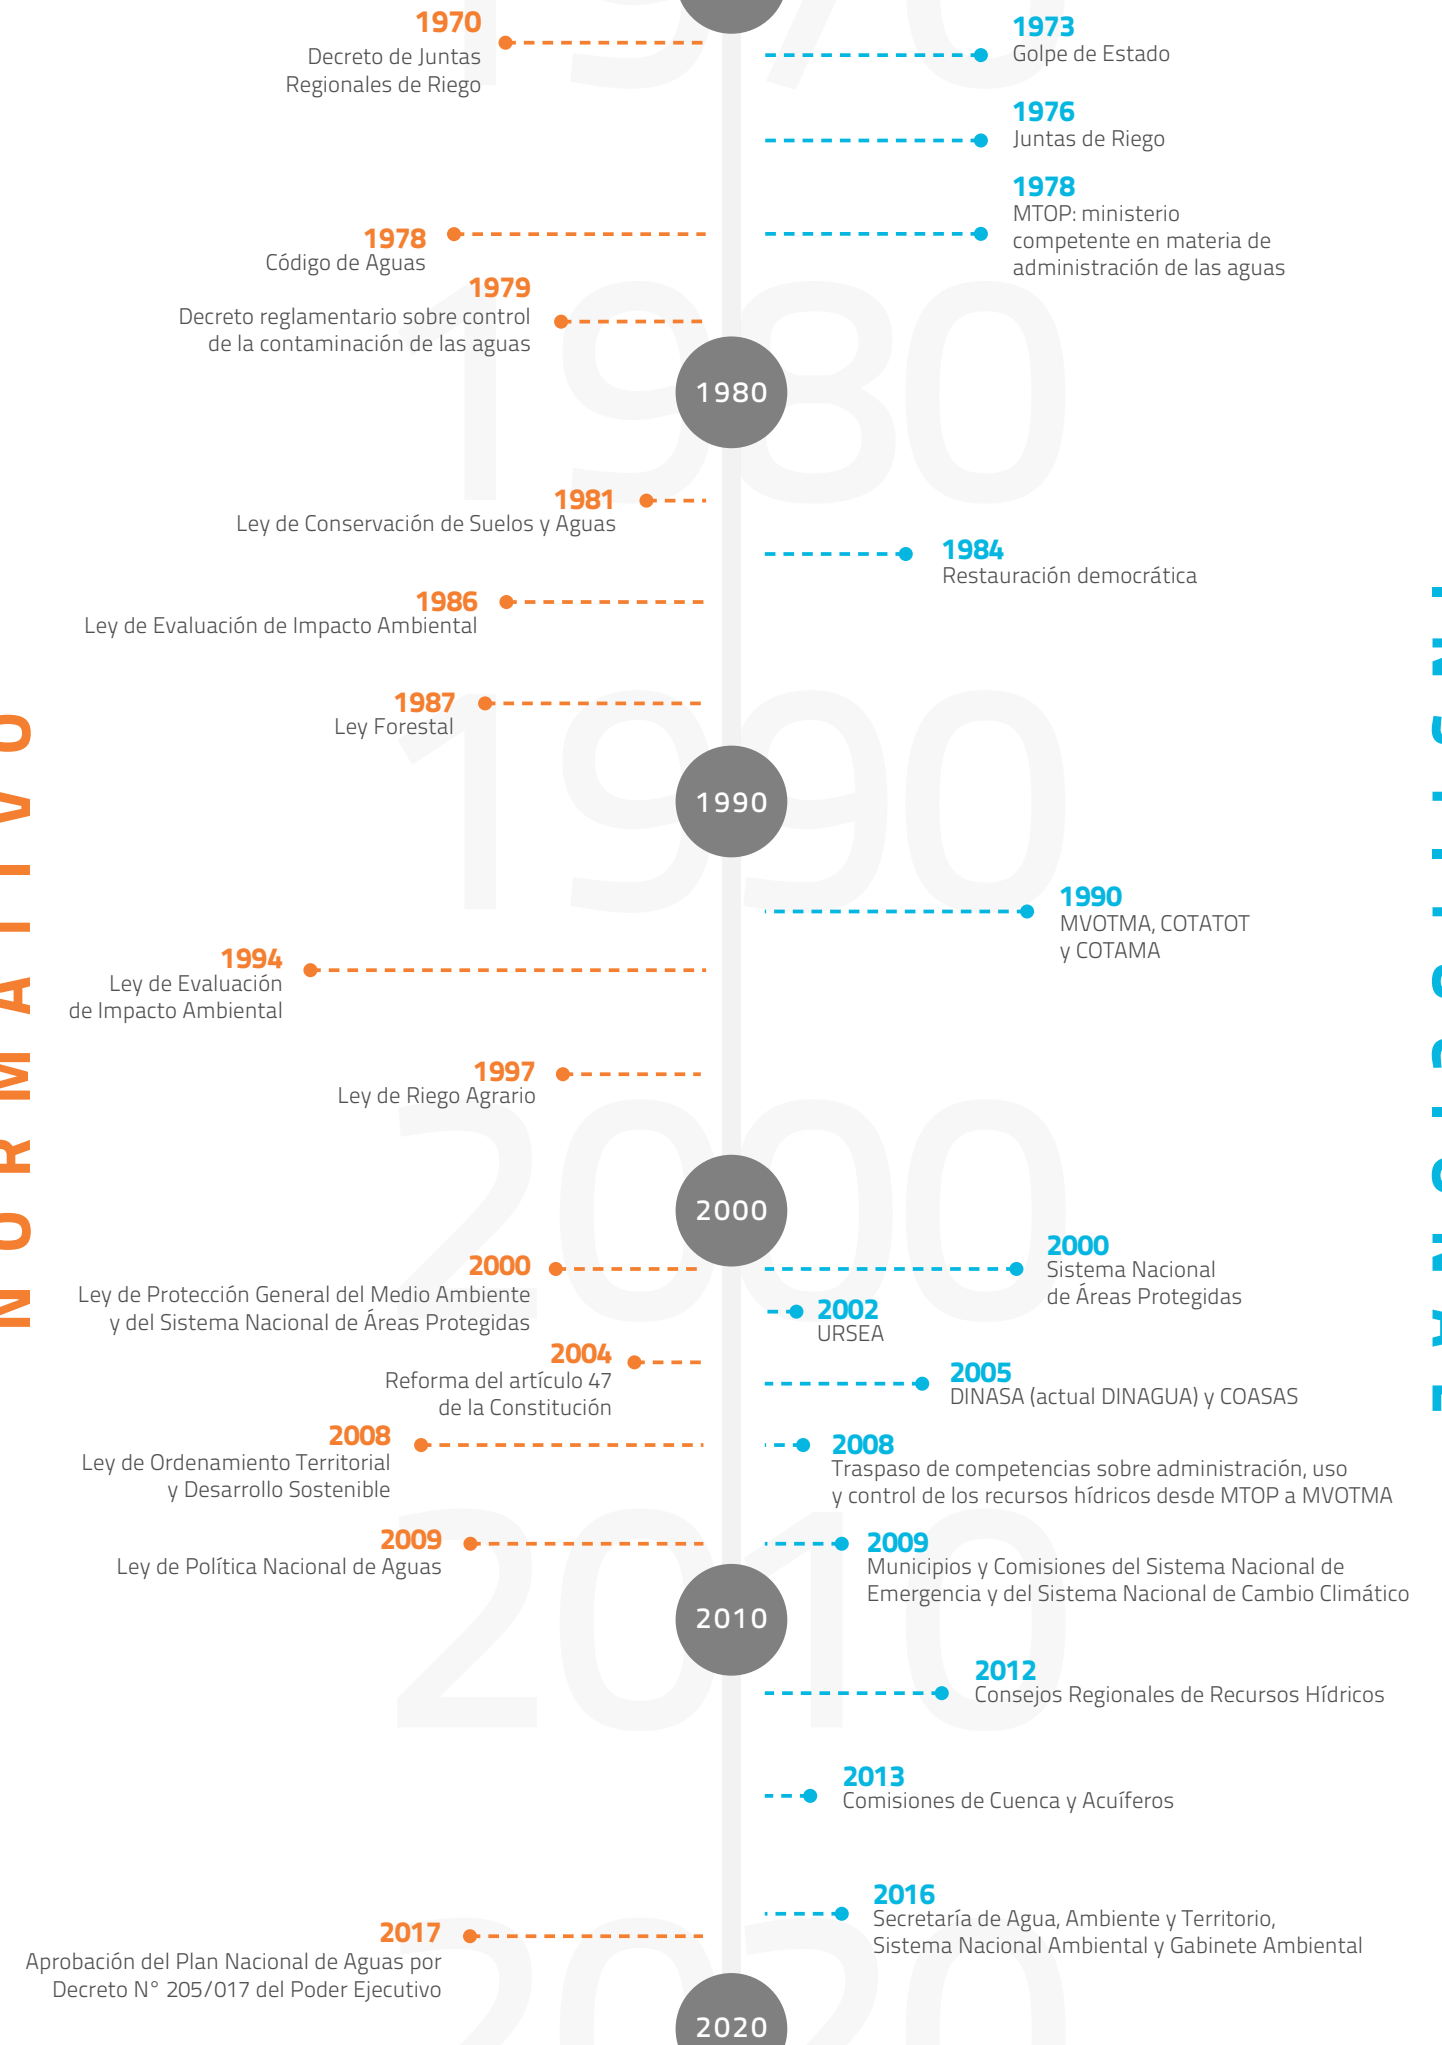 1970
Decreto de Juntas
Regionales de Riego
1973
Golpe de Estado
1976
Juntas de Riego
1978
MTOP: ministerio
competente en materia de
administración de las aguas
1978
Código de Aguas
1979
Decreto reglamentario sobre control
de la contaminación de las aguas
1980
1980
1981
Ley de Conservación de Suelos y Aguas
1984
Restauración democrática
1986
Ley de Evaluación de Impacto Ambiental
1987
Ley Forestal
1990
1990
NORMATIVO
1990
MVOTMA, COTATOT
y COTAMA
1994
Ley de Evaluación
de Impacto Ambiental
1997
Ley de Riego Agrario
2000
2000
2000
Ley de Protección General del Medio Ambiente
y del Sistema Nacional de Áreas Protegidas
2000
Sistema Nacional
de Áreas Protegidas
2002
URSEA
2004
Reforma del artículo 47
de la Constitución
2005
DINASA (actual DINAGUA) y COASAS
2008
Ley de Ordenamiento Territorial
y Desarrollo Sostenible
2008
Traspaso de competencias sobre administración, uso
y control de los recursos hídricos desde MTOP a MVOTMA
2009
Ley de Política Nacional de Aguas
2009
Municipios y Comisiones del Sistema Nacional de
Emergencia y del Sistema Nacional de Cambio Climático
2010
2010
2012
Consejos Regionales de Recursos Hídricos
2013
Comisiones de Cuenca y Acuíferos
2016
Secretaría de Agua, Ambiente y Territorio,
Sistema Nacional Ambiental y Gabinete Ambiental
2017
Aprobación del Plan Nacional de Aguas por
Decreto N° 205/017 del Poder Ejecutivo
2020
2020